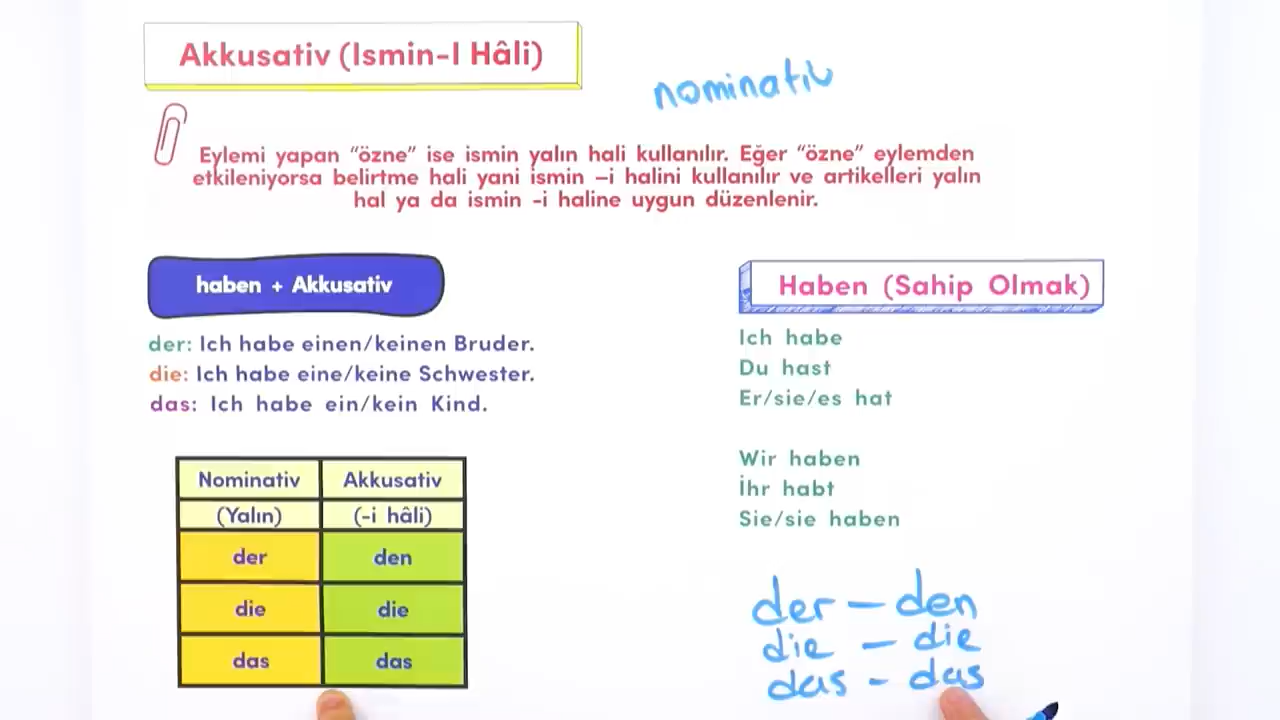 Akkusativ (Ismin-I Hâli)
nominativ
Eylemi yapan “özne” ise ismin yalın hali kullanılır. Eğer “özne” eylemden
etkileniyorsa belirtme hali yani ismin –i halini kullanılır ve artikelleri yalın
hal ya da ismin -i haline uygun düzenlenir.
haben + Akkusativ
der: Ich habe einen/keinen Bruder.
die: Ich habe eine/keine Schwester.
das: Ich habe ein/kein Kind.
Nominativ Akkusativ
(Yalın) (-i hâli)
der den
die die
das das
Haben (Sahip Olmak)
Ich habe
Du hast
Er/sie/es hat
Wir haben
İhr habt
Sie/sie haben
der – den
die – die
das - das